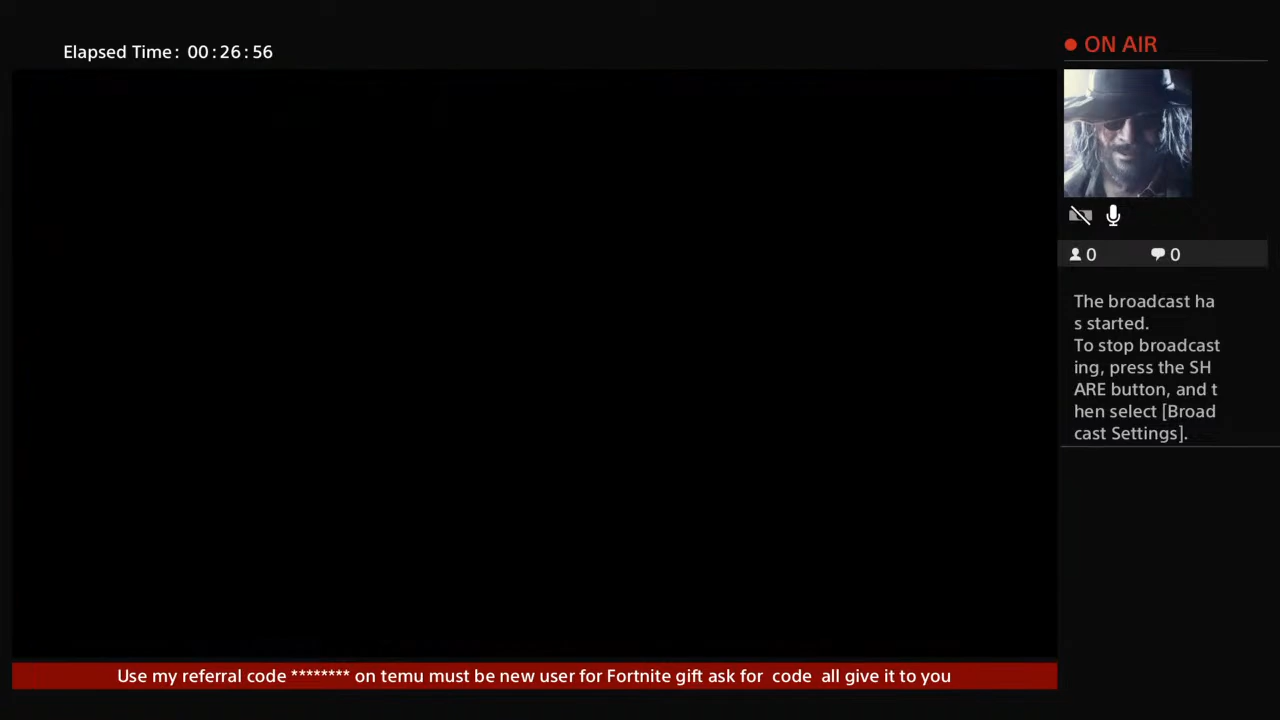 Elapsed Time: 00:26:56
ON AIR
0 0
The broadcast ha
s started.
To stop broadcast
ing, press the SH
ARE button, and t
hen select [Broad
cast Settings].
Use my referral code ******** on temu must be new user for Fortnite gift ask for code all give it to you